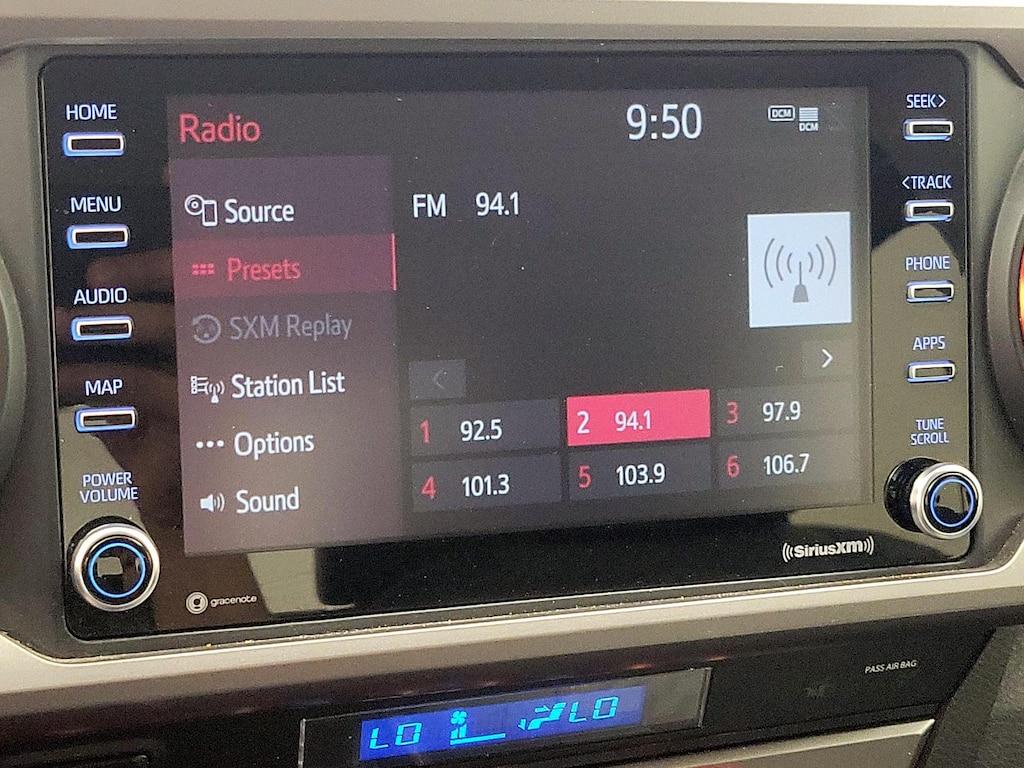 HOME
MENU
AUDIO
MAP
POWER
VOLUME
Radio
9:50
DCM
DCM
Source
Presets
SXM Replay
Station List
Options
Sound
FM 94.1
1 92.5
2 94.1
3 97.9
4 101.3
5 103.9
6 106.7
SEEK>
<TRACK
PHONE
APPS
TUNE
SCROLL
gracenote
((SiriusXM))
PASS AIR BAG
LO LO